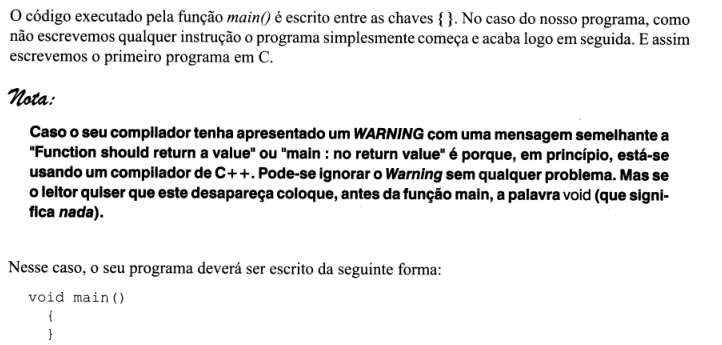 O código executado pela função main() é escrito entre as chaves { }. No caso do nosso programa, como
não escrevemos qualquer instrução o programa simplesmente começa e acaba logo em seguida. E assim
escrevemos o primeiro programa em C.
Nota:
Caso o seu compilador tenha apresentado um WARNING com uma mensagem semelhante a
"Function should return a value" ou "main : no return value" é porque, em princípio, está-se
usando um compilador de C++. Pode-se ignorar o Warning sem qualquer problema. Mas se
o leitor quiser que este desapareça coloque, antes da função main, a palavra void (que signi-
fica nada).
Nesse caso, o seu programa deverá ser escrito da seguinte forma:
void main()
{
}